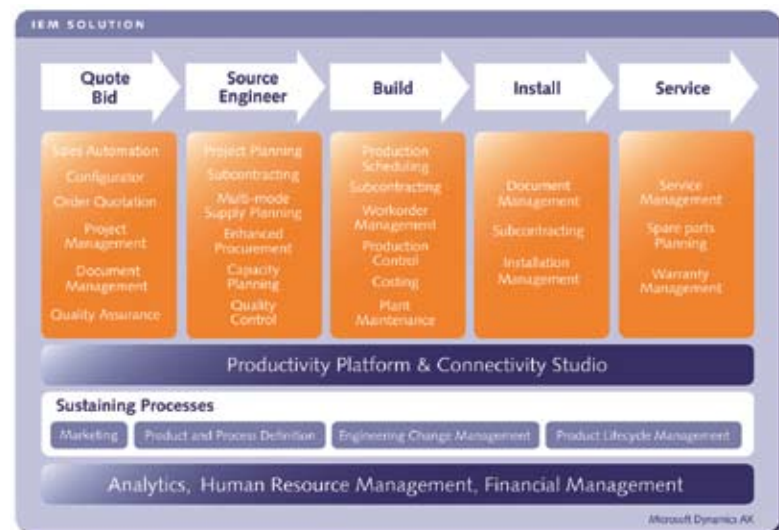 IEM SOLUTION
Quote
Bid
Source
Engineer
Build
Install
Service
Sales Automation
Configurator
Order Quotation
Project
Management
Document
Management
Quality Assurance
Project Planning
Subcontracting
Multi-mode
Supply Planning
Enhanced
Procurement
Capacity
Planning
Quality
Control
Production
Scheduling
Subcontracting
Workorder
Management
Production
Control
Costing
Plant
Maintenance
Document
Management
Subcontracting
Installation
Management
Service
Management
Spare parts
Planning
Warranty
Management
Productivity Platform & Connectivity Studio
Sustaining Processes
Marketing
Product and Process Definition
Engineering Change Management
Product Lifecycle Management
Analytics, Human Resource Management, Financial Management
Microsoft Dynamics AX